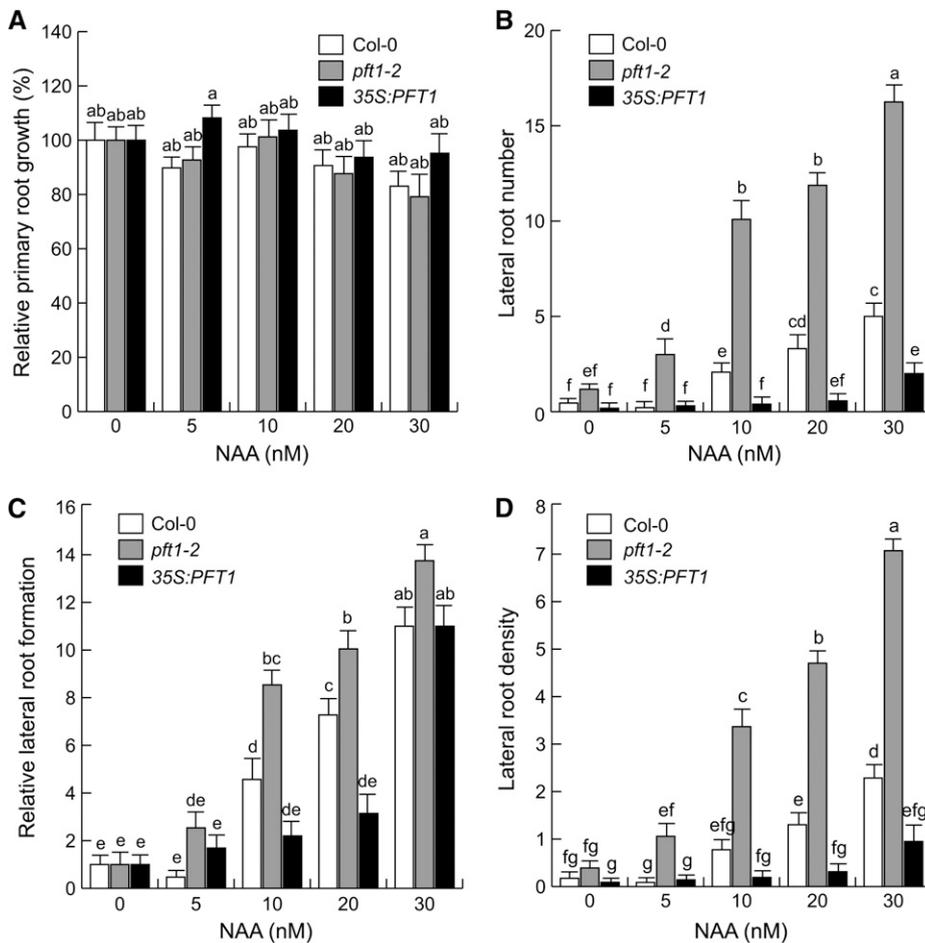 A
Relative primary root growth (%)
140
120
100
80
60
40
20
0
Col-0
pft1-2
35S:PFT1
ab ab ab
ab ab a
ab ab ab
ab ab ab
ab ab ab
0 5 10 20 30
NAA (nM)
B
Lateral root number
20
15
10
5
0
Col-0
pft1-2
35S:PFT1
f ef f
f d f
e b f
cd b ef
c a e
0 5 10 20 30
NAA (nM)
C
Relative lateral root formation
16
14
12
10
8
6
4
2
0
Col-0
pft1-2
35S:PFT1
e e e
e de e
d bc de
c b de
ab a ab
0 5 10 20 30
NAA (nM)
D
Lateral root density
8
7
6
5
4
3
2
1
0
Col-0
pft1-2
35S:PFT1
fg fg g
g ef g
efg c fg
e b g
d a efg
0 5 10 20 30
NAA (nM)